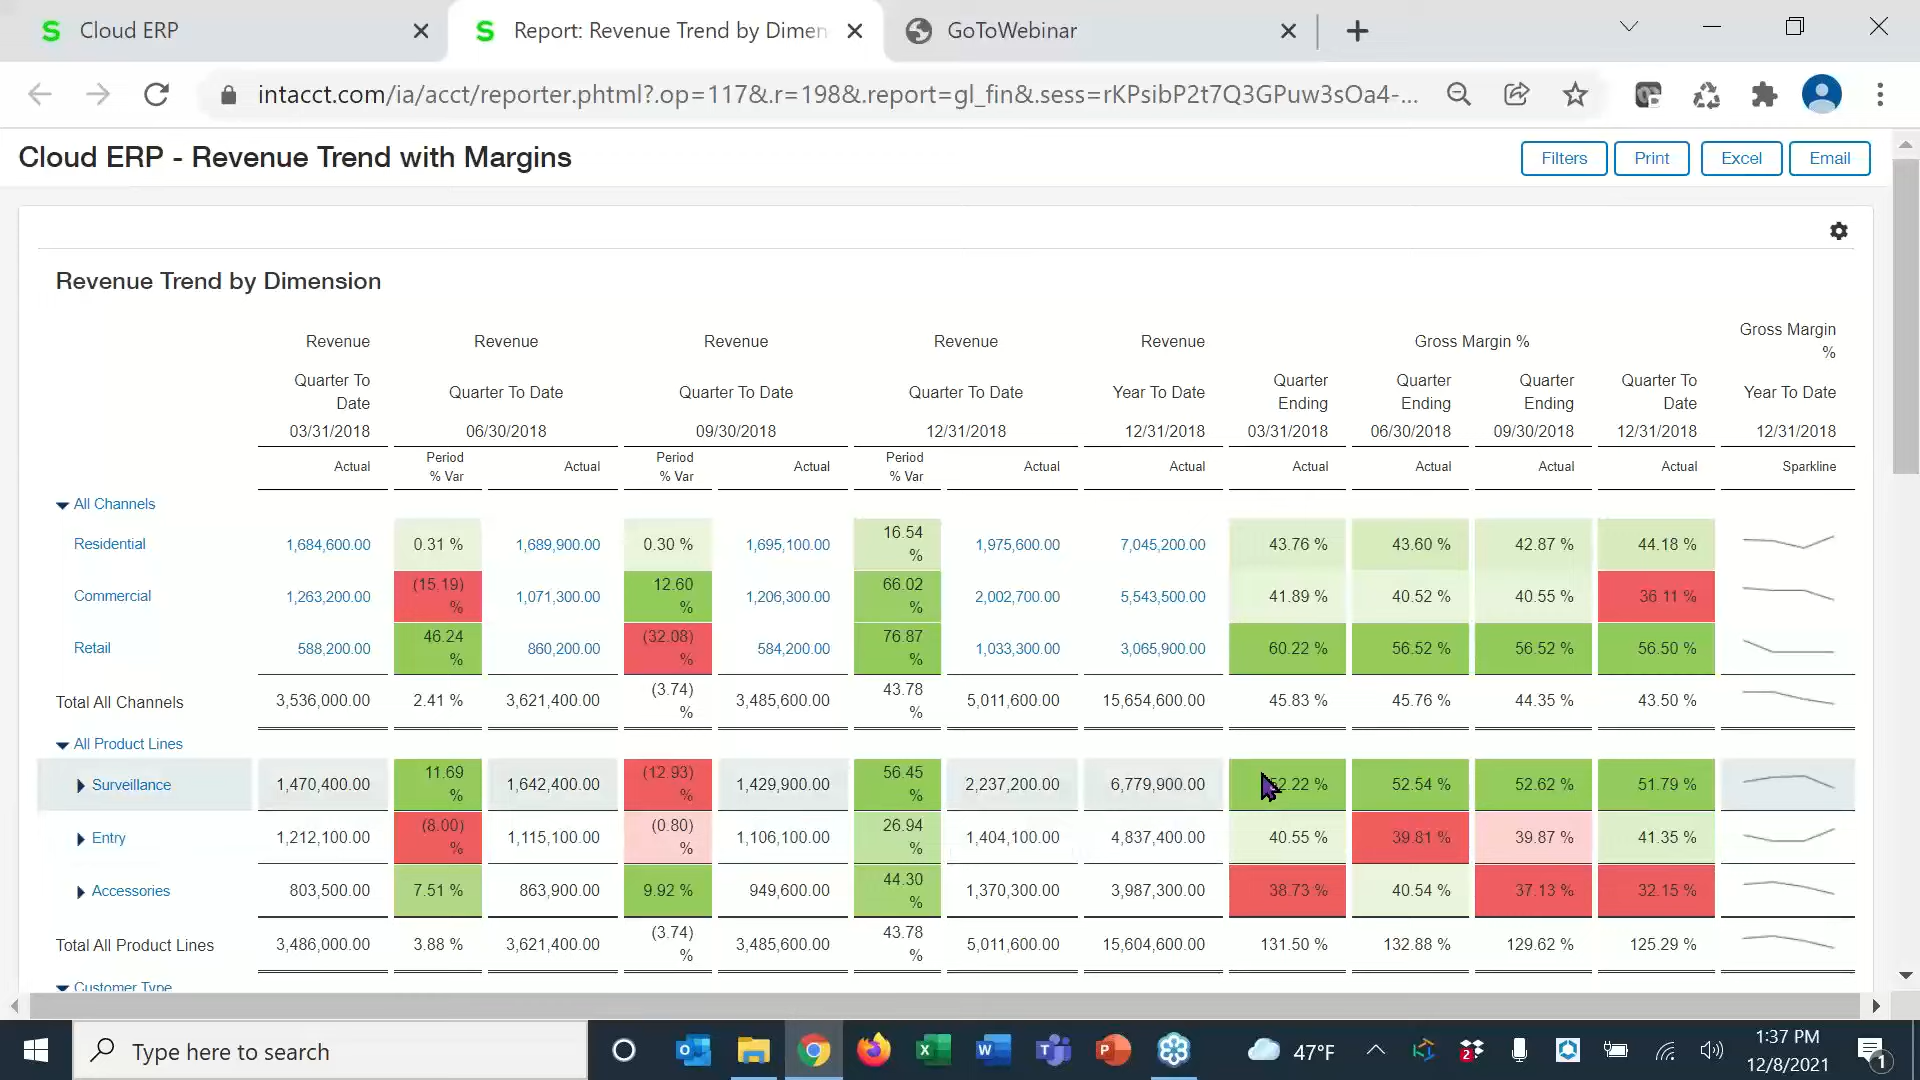 Cloud ERP
Report: Revenue Trend by Dimen
GoToWebinar
intacct.com/ia/acct/reporter.phtml?.op=117&.r=198&.report=gl_fin&.sess=rKPsibP2t7Q3GPuw3sOa4-...
Cloud ERP - Revenue Trend with Margins
Filters Print Excel Email
Revenue Trend by Dimension
Revenue Revenue Revenue Revenue Revenue Gross Margin % Gross Margin %
Quarter To Date Quarter To Date Quarter To Date Quarter To Date Year To Date Quarter Ending Quarter Ending Quarter Ending Quarter To Date Year To Date
03/31/2018 06/30/2018 09/30/2018 12/31/2018 12/31/2018 03/31/2018 06/30/2018 09/30/2018 12/31/2018 12/31/2018
Actual Period % Var Actual Period % Var Actual Period % Var Actual Actual Actual Actual Actual Actual Sparkline
All Channels
Residential 1,684,600.00 0.31 % 1,689,900.00 0.30 % 1,695,100.00 16.54 % 1,975,600.00 7,045,200.00 43.76 % 43.60 % 42.87 % 44.18 %
Commercial 1,263,200.00 (15.19) % 1,071,300.00 12.60 % 1,206,300.00 66.02 % 2,002,700.00 5,543,500.00 41.89 % 40.52 % 40.55 % 36.11 %
Retail 588,200.00 46.24 % 860,200.00 (32.08) % 584,200.00 76.87 % 1,033,300.00 3,065,900.00 60.22 % 56.52 % 56.52 % 56.50 %
Total All Channels 3,536,000.00 2.41 % 3,621,400.00 (3.74) % 3,485,600.00 43.78 % 5,011,600.00 15,654,600.00 45.83 % 45.76 % 44.35 % 43.50 %
All Product Lines
Surveillance 1,470,400.00 11.69 % 1,642,400.00 (12.93) % 1,429,900.00 56.45 % 2,237,200.00 6,779,900.00 2.22 % 52.54 % 52.62 % 51.79 %
Entry 1,212,100.00 (8.00) % 1,115,100.00 (0.80) % 1,106,100.00 26.94 % 1,404,100.00 4,837,400.00 40.55 % 39.81 % 39.87 % 41.35 %
Accessories 803,500.00 7.51 % 863,900.00 9.92 % 949,600.00 44.30 % 1,370,300.00 3,987,300.00 38.73 % 40.54 % 37.13 % 32.15 %
Total All Product Lines 3,486,000.00 3.88 % 3,621,400.00 (3.74) % 3,485,600.00 43.78 % 5,011,600.00 15,604,600.00 131.50 % 132.88 % 129.62 % 125.29 %
Customer Type
Type here to search
47°F
1:37 PM
12/8/2021
2
1